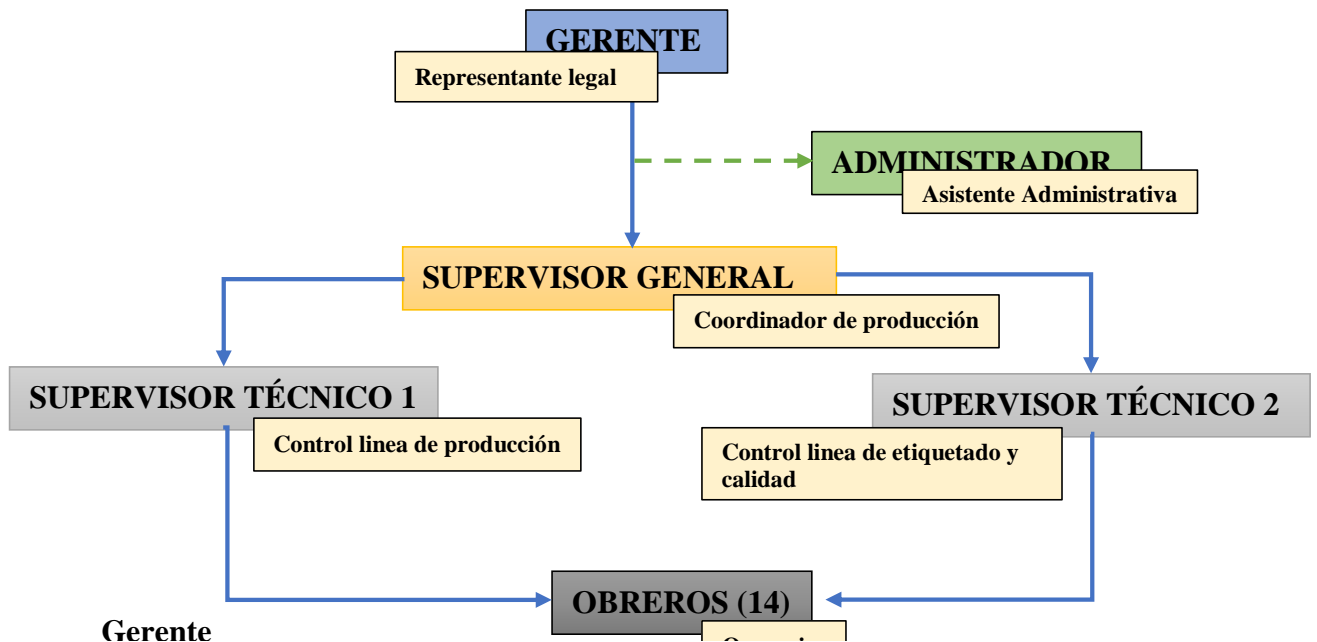 GERENTE
Representante legal
ADMINISTRADOR
Asistente Administrativa
SUPERVISOR GENERAL
Coordinador de producción
SUPERVISOR TÉCNICO 1
Control linea de producción
SUPERVISOR TÉCNICO 2
Control linea de etiquetado y
calidad
OBREROS (14)
Gerente